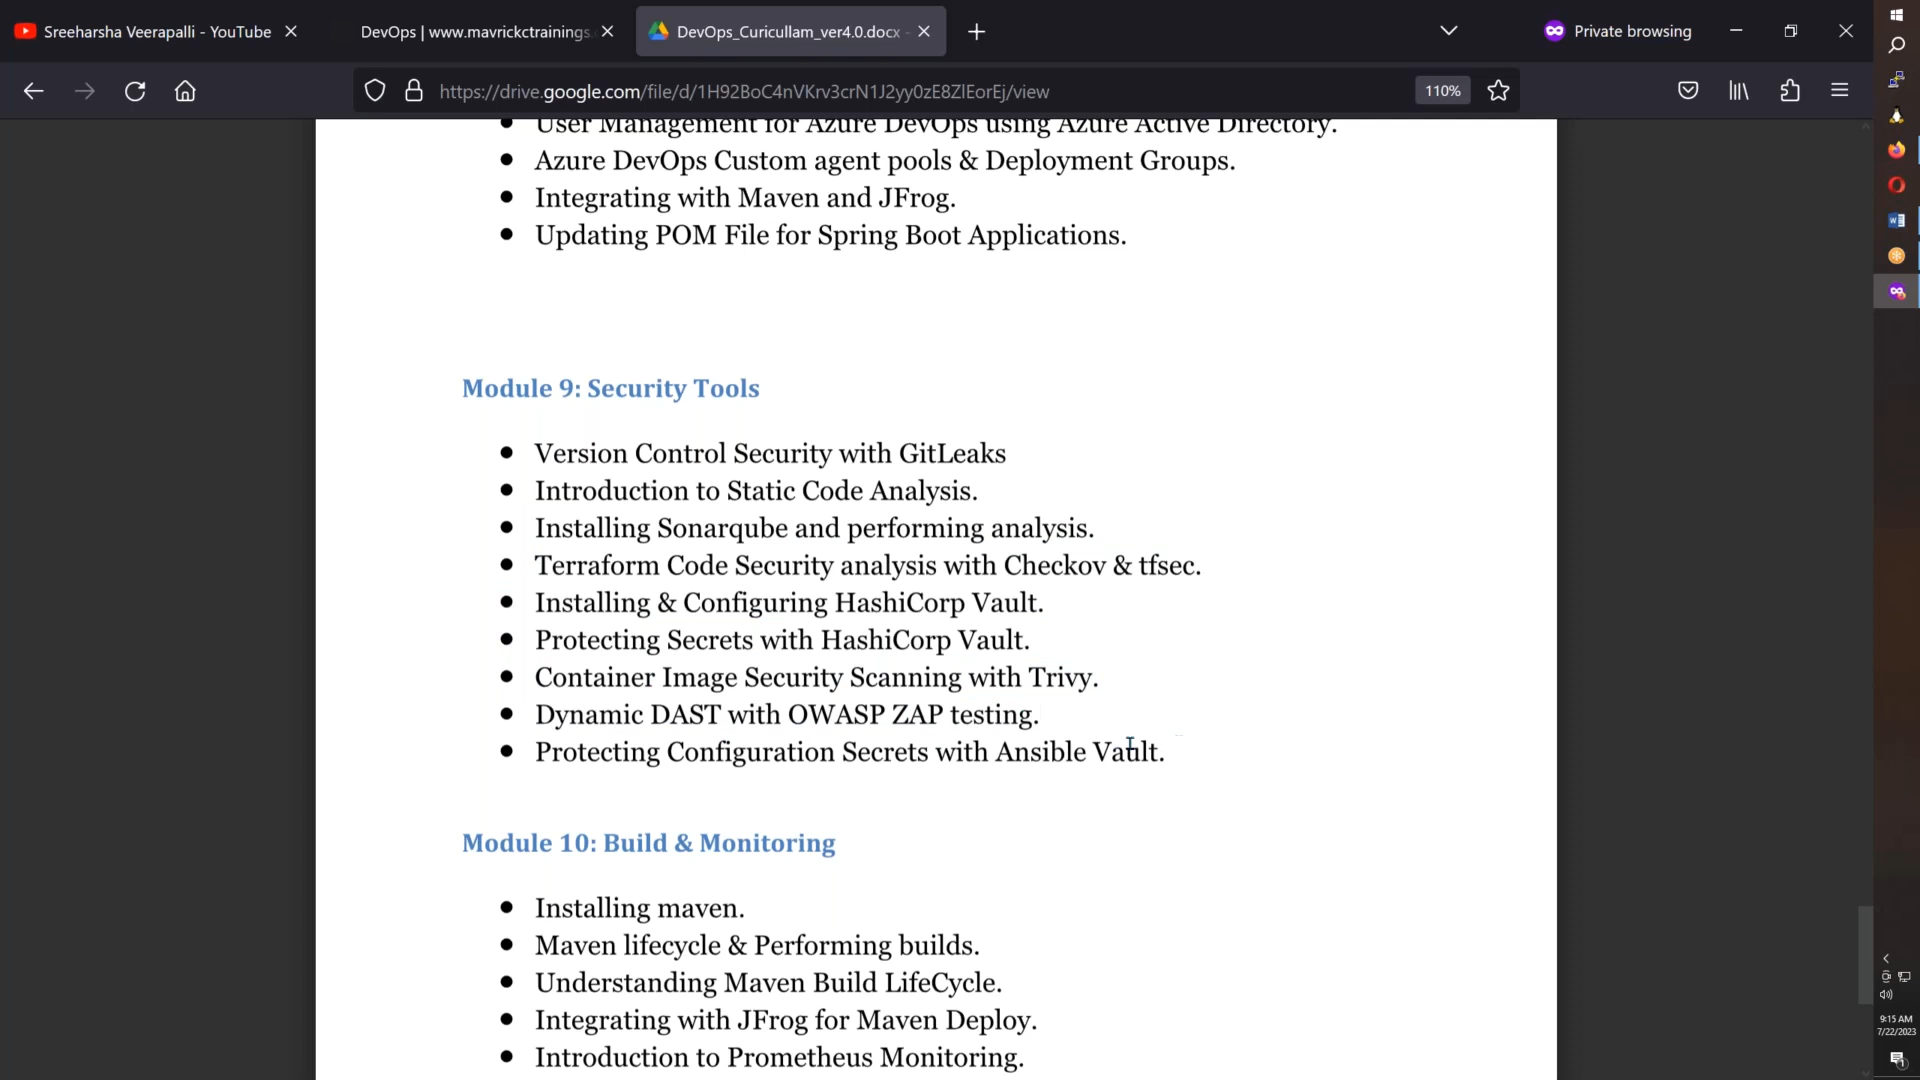 Sreeharsha Veerapalli - YouTube
DevOps | www.mavrickctrainings.
DevOps_Curicullam_ver4.0.docx -
Private browsing
https://drive.google.com/file/d/1H92BoC4nVKrv3crN1J2yy0zE8ZlEorEj/view
110%
• User Management for Azure DevOps using Azure Active Directory.
• Azure DevOps Custom agent pools & Deployment Groups.
• Integrating with Maven and JFrog.
• Updating POM File for Spring Boot Applications.
Module 9: Security Tools
• Version Control Security with GitLeaks
• Introduction to Static Code Analysis.
• Installing Sonarqube and performing analysis.
• Terraform Code Security analysis with Checkov & tfsec.
• Installing & Configuring HashiCorp Vault.
• Protecting Secrets with HashiCorp Vault.
• Container Image Security Scanning with Trivy.
• Dynamic DAST with OWASP ZAP testing.
• Protecting Configuration Secrets with Ansible Vault.
Module 10: Build & Monitoring
• Installing maven.
• Maven lifecycle & Performing builds.
• Understanding Maven Build LifeCycle.
• Integrating with JFrog for Maven Deploy.
• Introduction to Prometheus Monitoring.
9:15 AM
7/22/2023